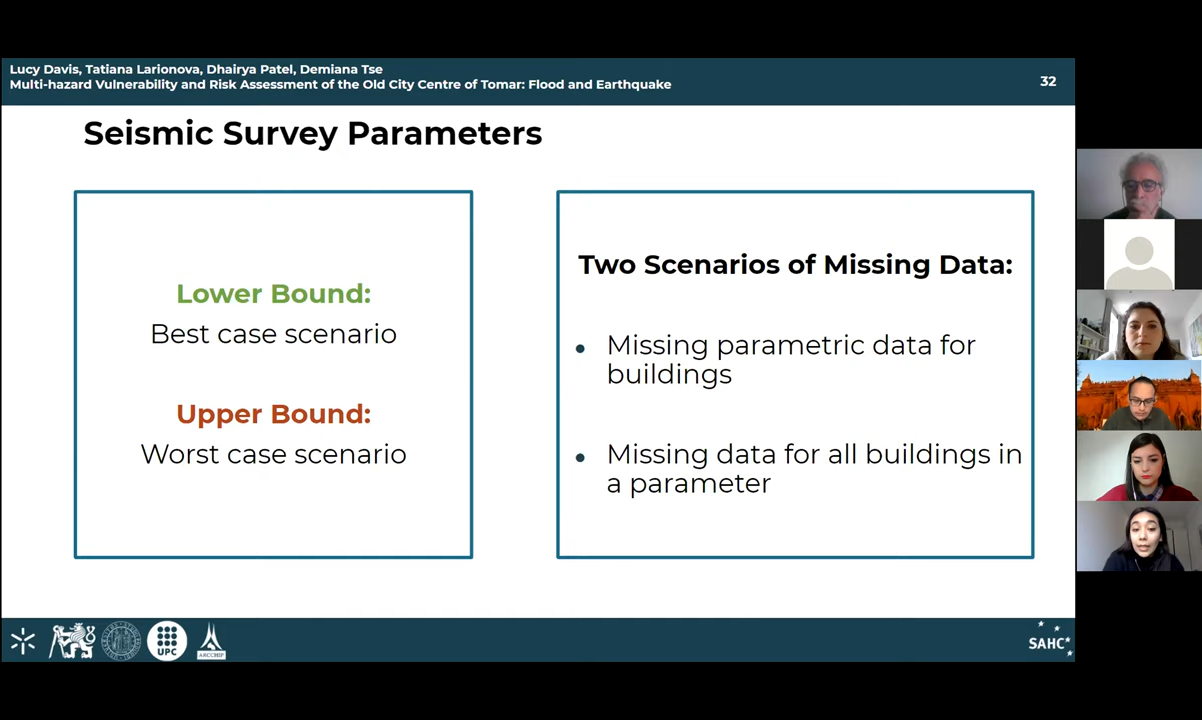 Lucy Davis, Tatiana Larionova, Dhairya Patel, Demiana Tse
Multi-hazard Vulnerability and Risk Assessment of the Old City Centre of Tomar: Flood and Earthquake
32
Seismic Survey Parameters
Lower Bound:
Best case scenario
Upper Bound:
Worst case scenario
Two Scenarios of Missing Data:
• Missing parametric data for
buildings
• Missing data for all buildings in
a parameter
UPC
ARCCHIP
SAHC